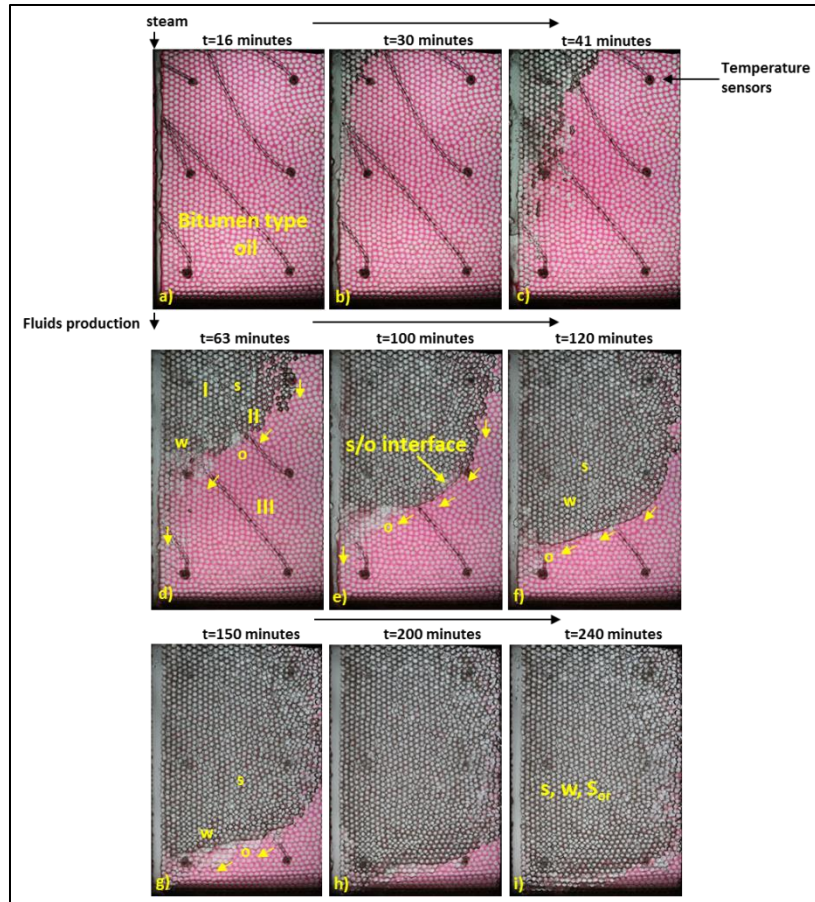 steam
t=16 minutes
t=30 minutes
t=41 minutes
Temperature
sensors
Bitumen type
oil
a)
b)
c)
Fluids production
t=63 minutes
t=100 minutes
t=120 minutes
I
s
II
w
o
III
d)
s/o interface
o
e)
s
w
o
f)
t=150 minutes
t=200 minutes
t=240 minutes
s
w
o
g)
h)
s, w, Sor
i)